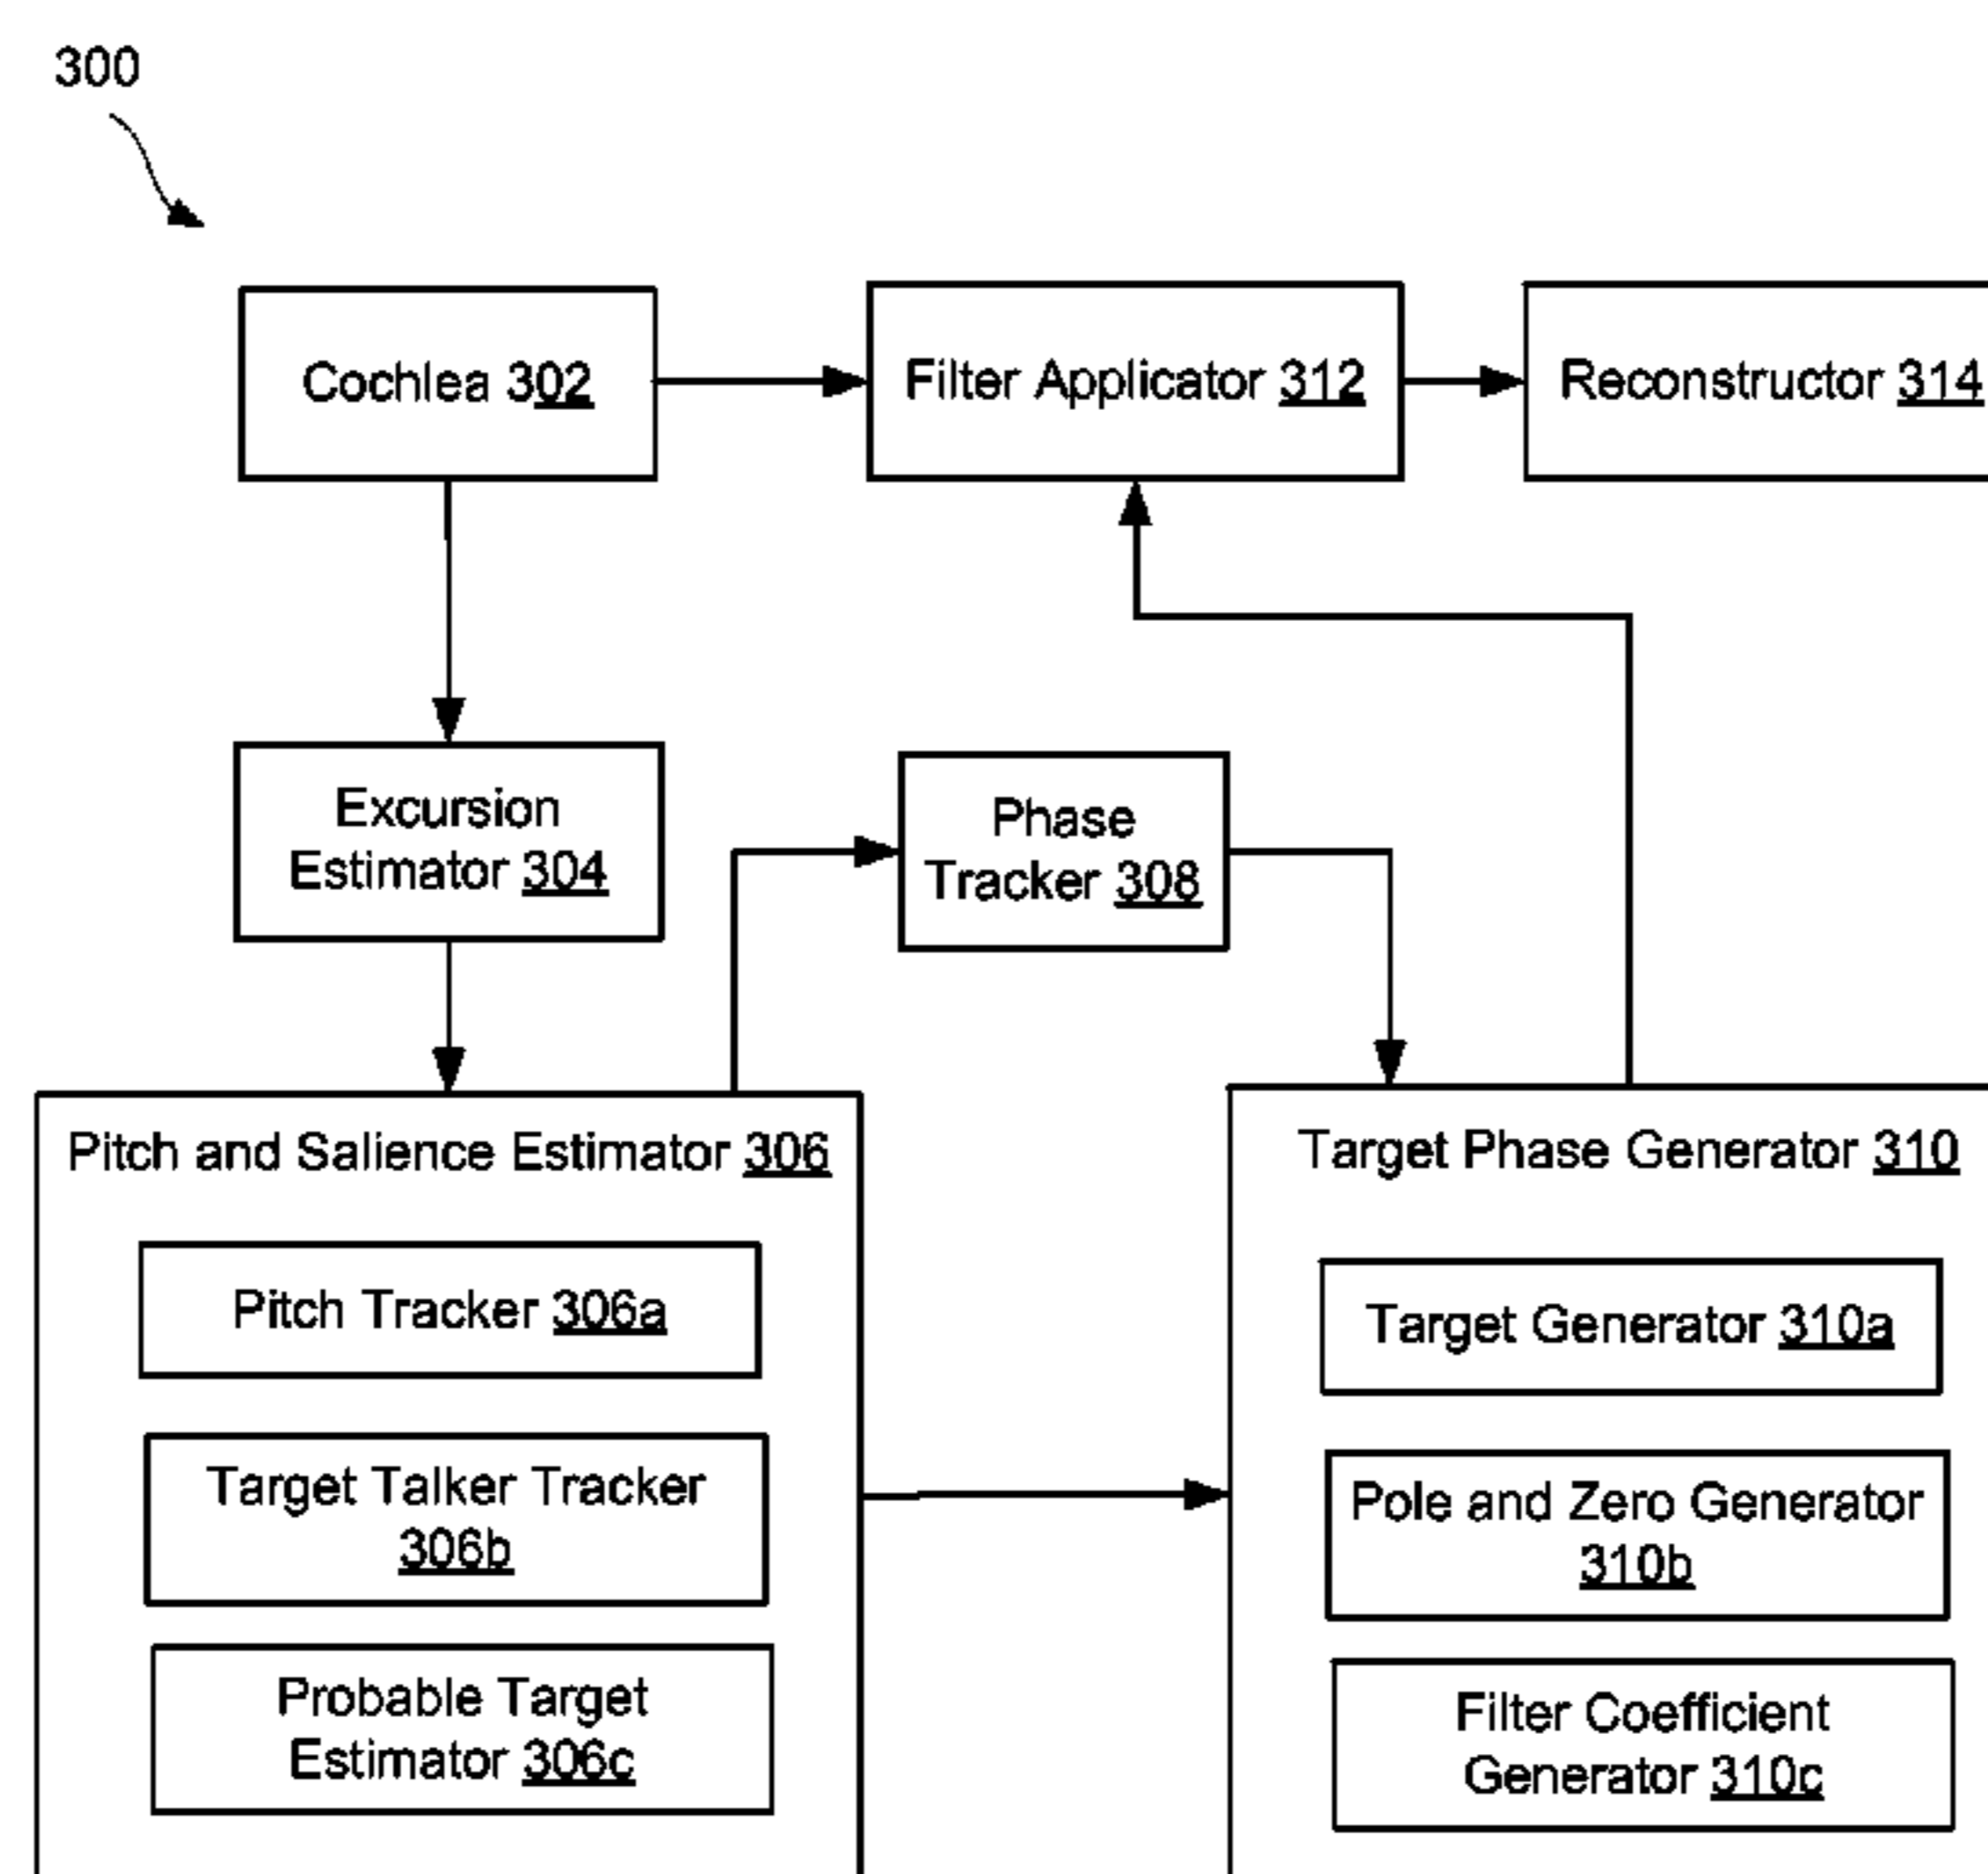 300
Cochlea 302
Filter Applicator 312
Reconstructor 314
Excursion
Estimator 304
Phase
Tracker 308
Pitch and Salience Estimator 306
Pitch Tracker 306a
Target Talker Tracker
306b
Probable Target
Estimator 306c
Target Phase Generator 310
Target Generator 310a
Pole and Zero Generator
310b
Filter Coefficient
Generator 310c